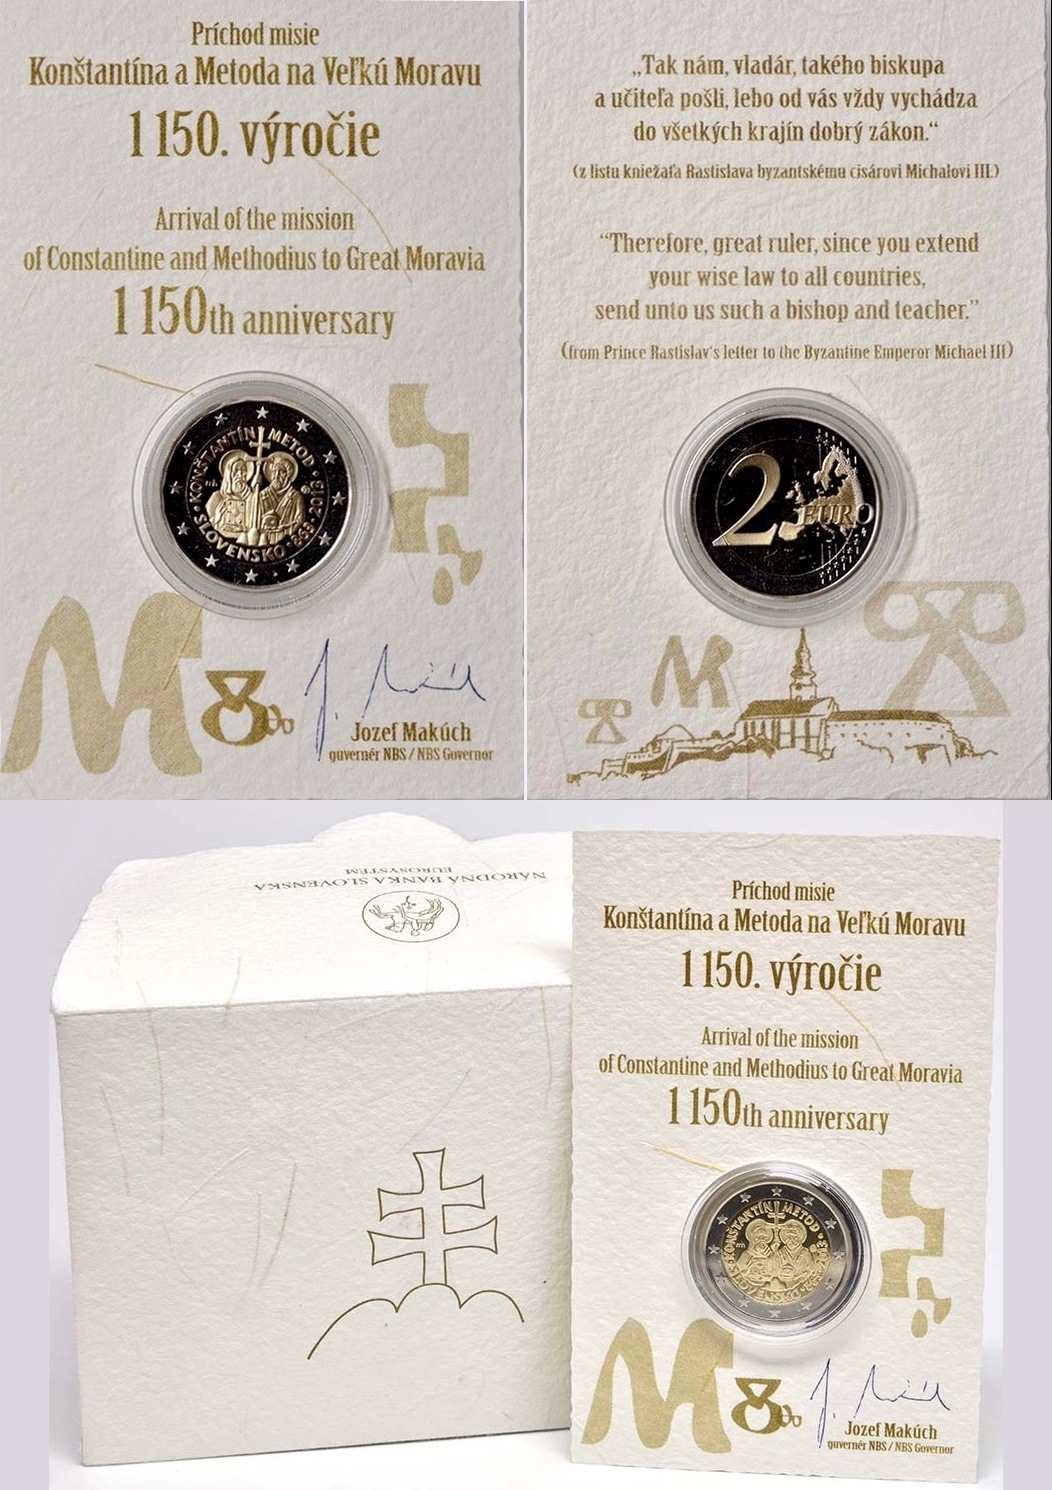 Príchod misie
Konštantína a Metoda na Veľkú Moravu
1 150. výročie
Arrival of the mission
of Constantine and Methodius to Great Moravia
1 150th anniversary
KONŠTANTÍN METOD
SLOVENSKO · 863 · 2013
Jozef Makúch
guvernér NBS / NBS Governor
„Tak nám, vladár, takého biskupa
a učiteľa pošli, lebo od vás vždy vychádza
do všetkých krajín dobrý zákon.“
(z listu kniežaťa Rastislava byzantskému cisárovi Michalovi III.)
“Therefore, great ruler, since you extend
your wise law to all countries,
send unto us such a bishop and teacher.”
(from Prince Rastislav‘s letter to the Byzantine Emperor Michael III)
2 EURO
NÁRODNÁ BANKA SLOVENSKA
EUROSYSTEM
Príchod misie
Konštantína a Metoda na Veľkú Moravu
1 150. výročie
Arrival of the mission
of Constantine and Methodius to Great Moravia
1 150th anniversary
KONŠTANTÍN METOD
SLOVENSKO · 863 · 2013
Jozef Makúch
guvernér NBS / NBS Governor